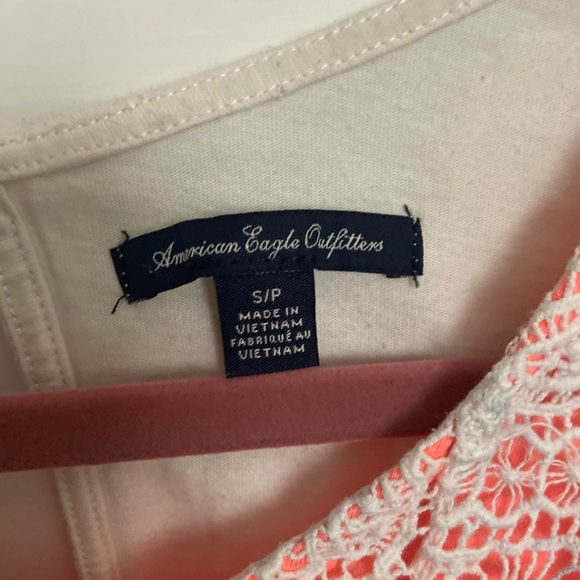 American Eagle Outfitters
S/P
MADE IN
VIETNAM
FABRIQUÉ AU
VIETNAM